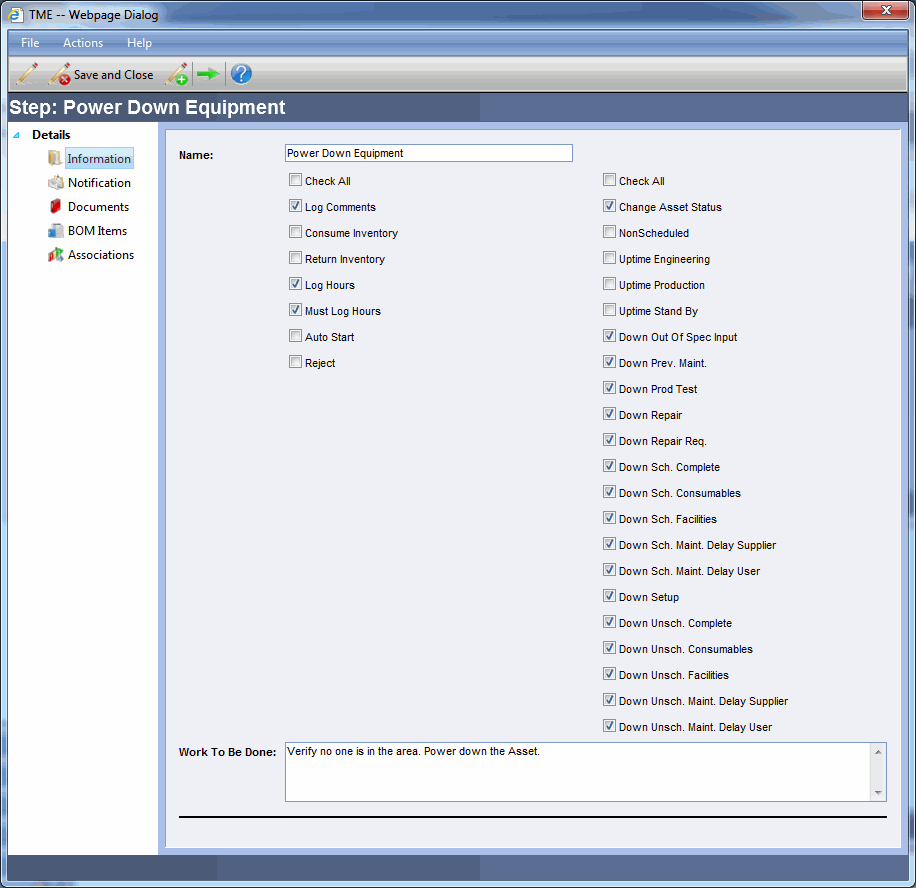 TME -- Webpage Dialog
File Actions Help
Save and Close
Step: Power Down Equipment
Details
Information
Notification
Documents
BOM Items
Associations
Name: Power Down Equipment
Check All
Log Comments
Consume Inventory
Return Inventory
Log Hours
Must Log Hours
Auto Start
Reject
Check All
Change Asset Status
NonScheduled
Uptime Engineering
Uptime Production
Uptime Stand By
Down Out Of Spec Input
Down Prev. Maint.
Down Prod Test
Down Repair
Down Repair Req.
Down Sch. Complete
Down Sch. Consumables
Down Sch. Facilities
Down Sch. Maint. Delay Supplier
Down Sch. Maint. Delay User
Down Setup
Down Unsch. Complete
Down Unsch. Consumables
Down Unsch. Facilities
Down Unsch. Maint. Delay Supplier
Down Unsch. Maint. Delay User
Work To Be Done: Verify no one is in the area. Power down the Asset.